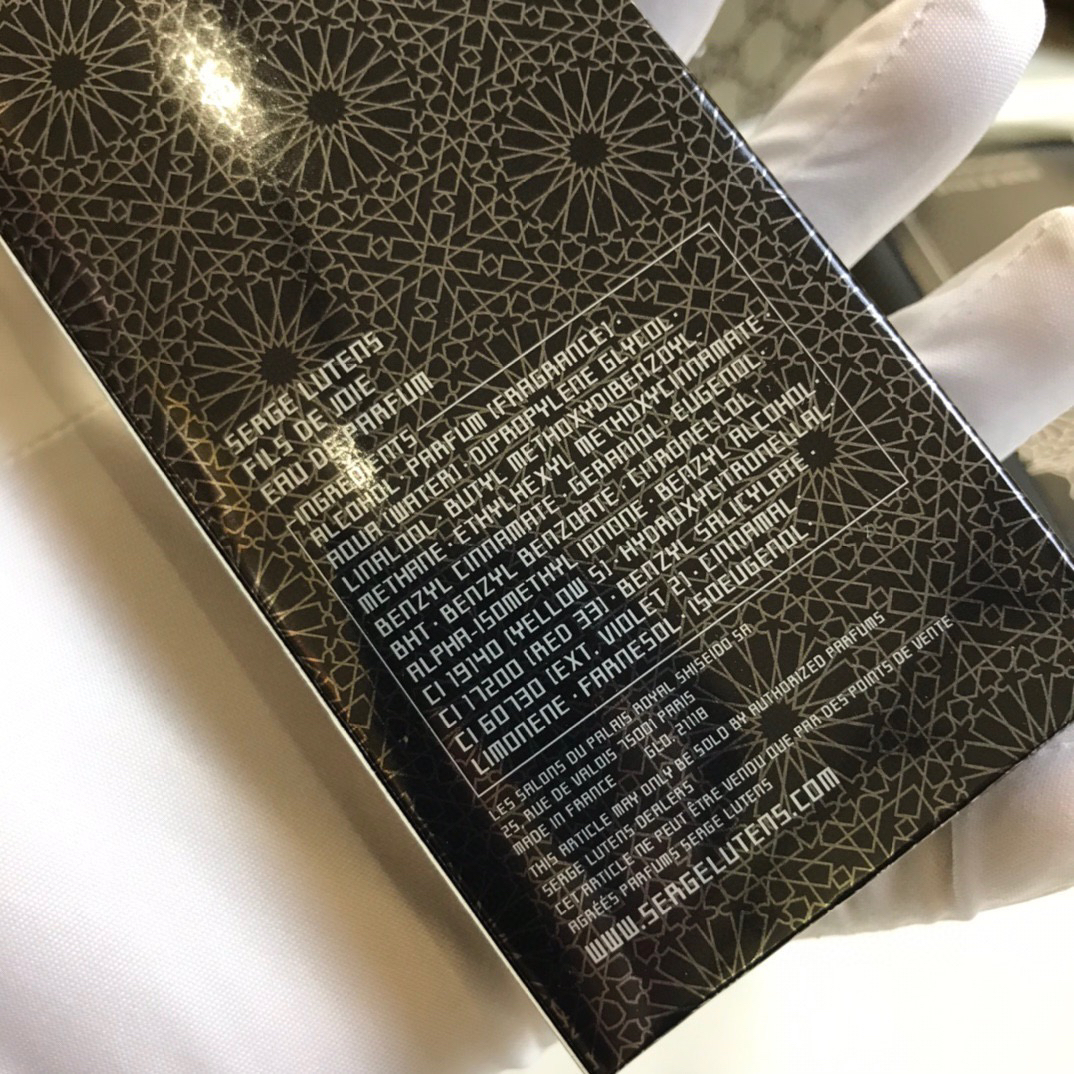 SERGE LUTENS
FILS DE JOIE
EAU DE PARFUM
INGREDIENTS
ALCOHOL · PARFUM (FRAGRANCE) ·
AQUA (WATER) · DIPROPYLENE GLYCOL ·
LINALOOL · BUTYL METHOXYDIBENZOYL
METHANE · ETHYLHEXYL METHOXYCINNAMATE ·
BENZYL CINNAMATE · GERANIOL · EUGENOL ·
BHT · BENZYL BENZOATE · CITRONELLOL ·
ALPHA-ISOMETHYL IONONE · BENZYL ALCOHOL ·
CI 19140 (YELLOW 5) · HYDROXYCITRONELLAL ·
CI 17200 (RED 33) · BENZYL SALICYLATE ·
CI 60730 (EXT. VIOLET 2) · CINNAMAL ·
LIMONENE · FARNESOL · ISOEUGENOL
LES SALONS DU PALAIS ROYAL SHISEIDO SA
25, RUE DE VALOIS 75001 PARIS
MADE IN FRANCE GLO. 21118
THIS ARTICLE MAY ONLY BE SOLD BY AUTHORIZED PARFUMS
SERGE LUTENS DEALERS
CET ARTICLE NE PEUT ÊTRE VENDU QUE PAR DES POINTS DE VENTE
AGRÉÉS PARFUMS SERGE LUTENS
WWW.SERGELUTENS.COM